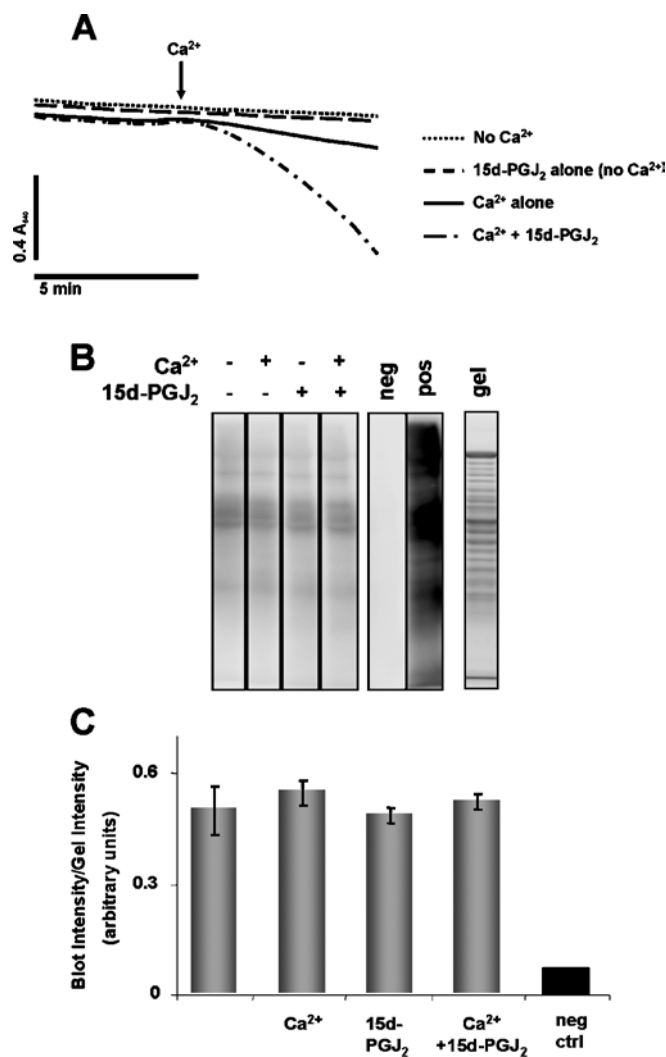 A
Ca²⁺
No Ca²⁺
15d-PGJ₂ alone (no Ca²⁺)
Ca²⁺ alone
Ca²⁺ + 15d-PGJ₂
0.4 A₅₄₀
5 min
B
Ca²⁺ - + - +
15d-PGJ₂ - - + +
neg
pos
gel
C
Blot Intensity/Gel Intensity
(arbitrary units)
0.6
0.3
0
Ca²⁺
15d-
PGJ₂
Ca²⁺
+15d-PGJ₂
neg
ctrl